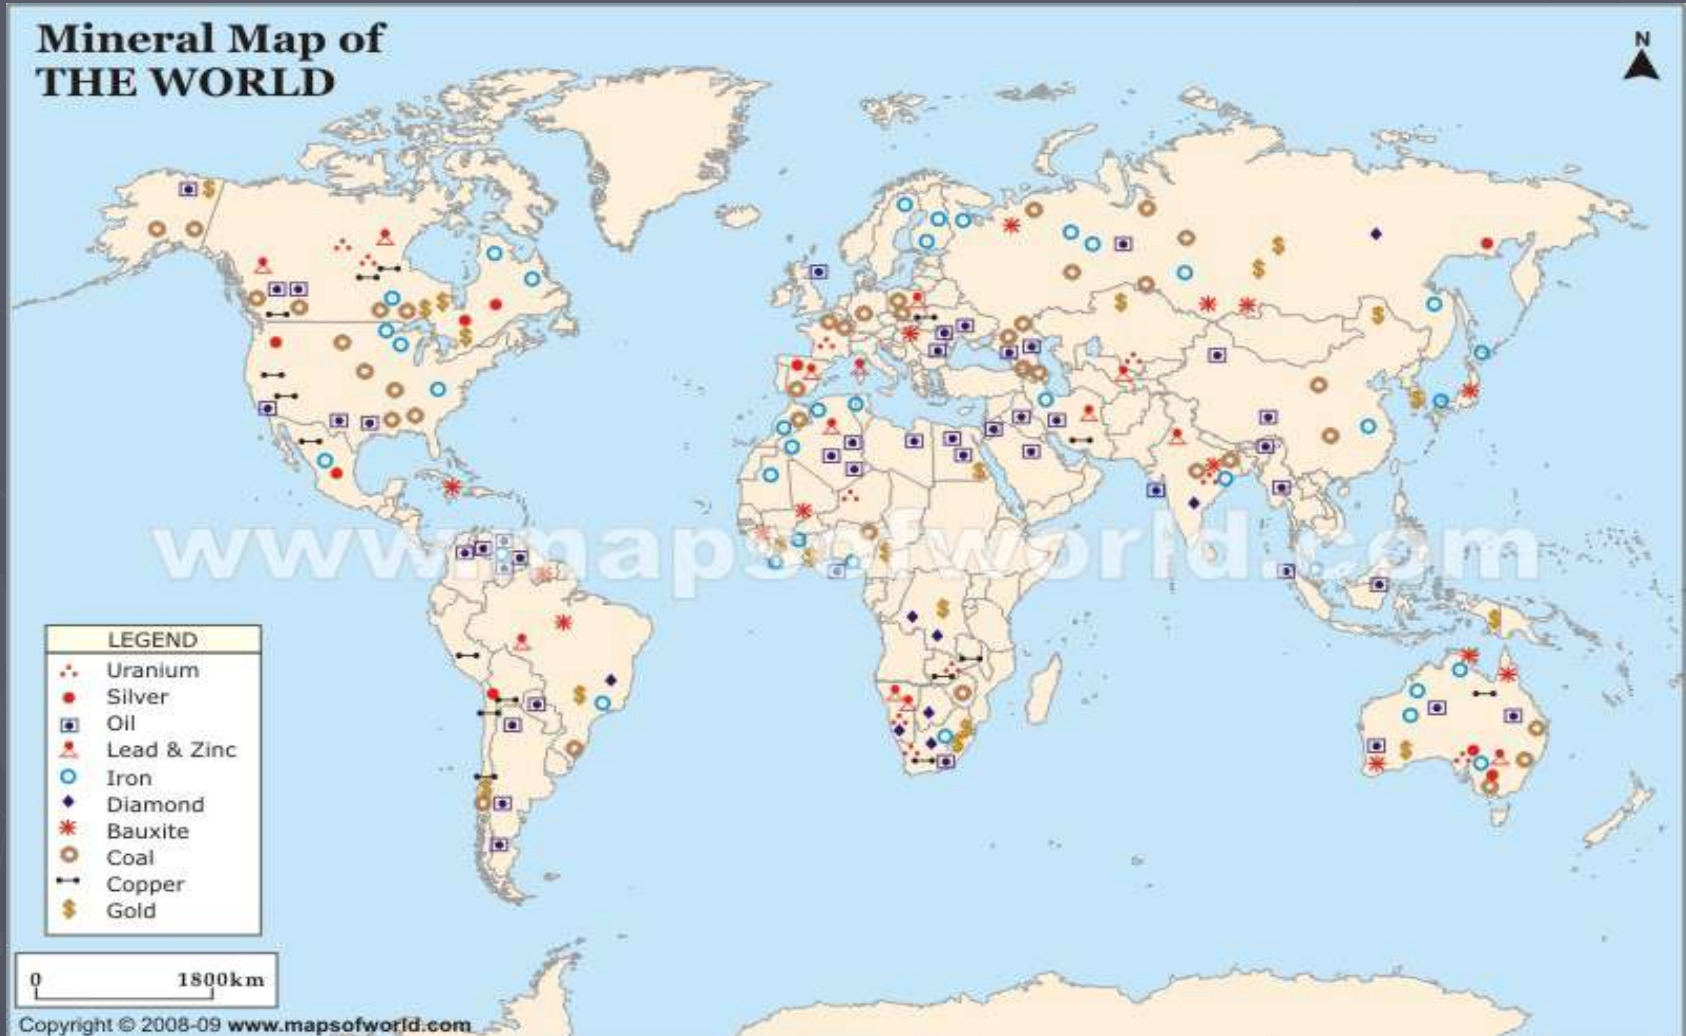 Mineral Map of
THE WORLD
N
www.mapsofworld.com
LEGEND
Uranium
Silver
Oil
Lead & Zinc
Iron
Diamond
Bauxite
Coal
Copper
Gold
0 1800km
Copyright © 2008-09 www.mapsofworld.com